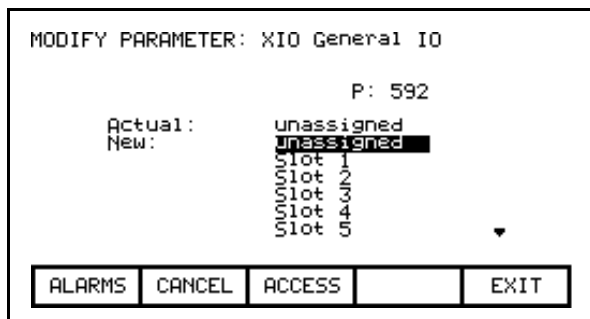 MODIFY PARAMETER: XIO General IO
P: 592
Actual: unassigned
New: unassigned
Slot 1
Slot 2
Slot 3
Slot 4
Slot 5
ALARMS CANCEL ACCESS EXIT